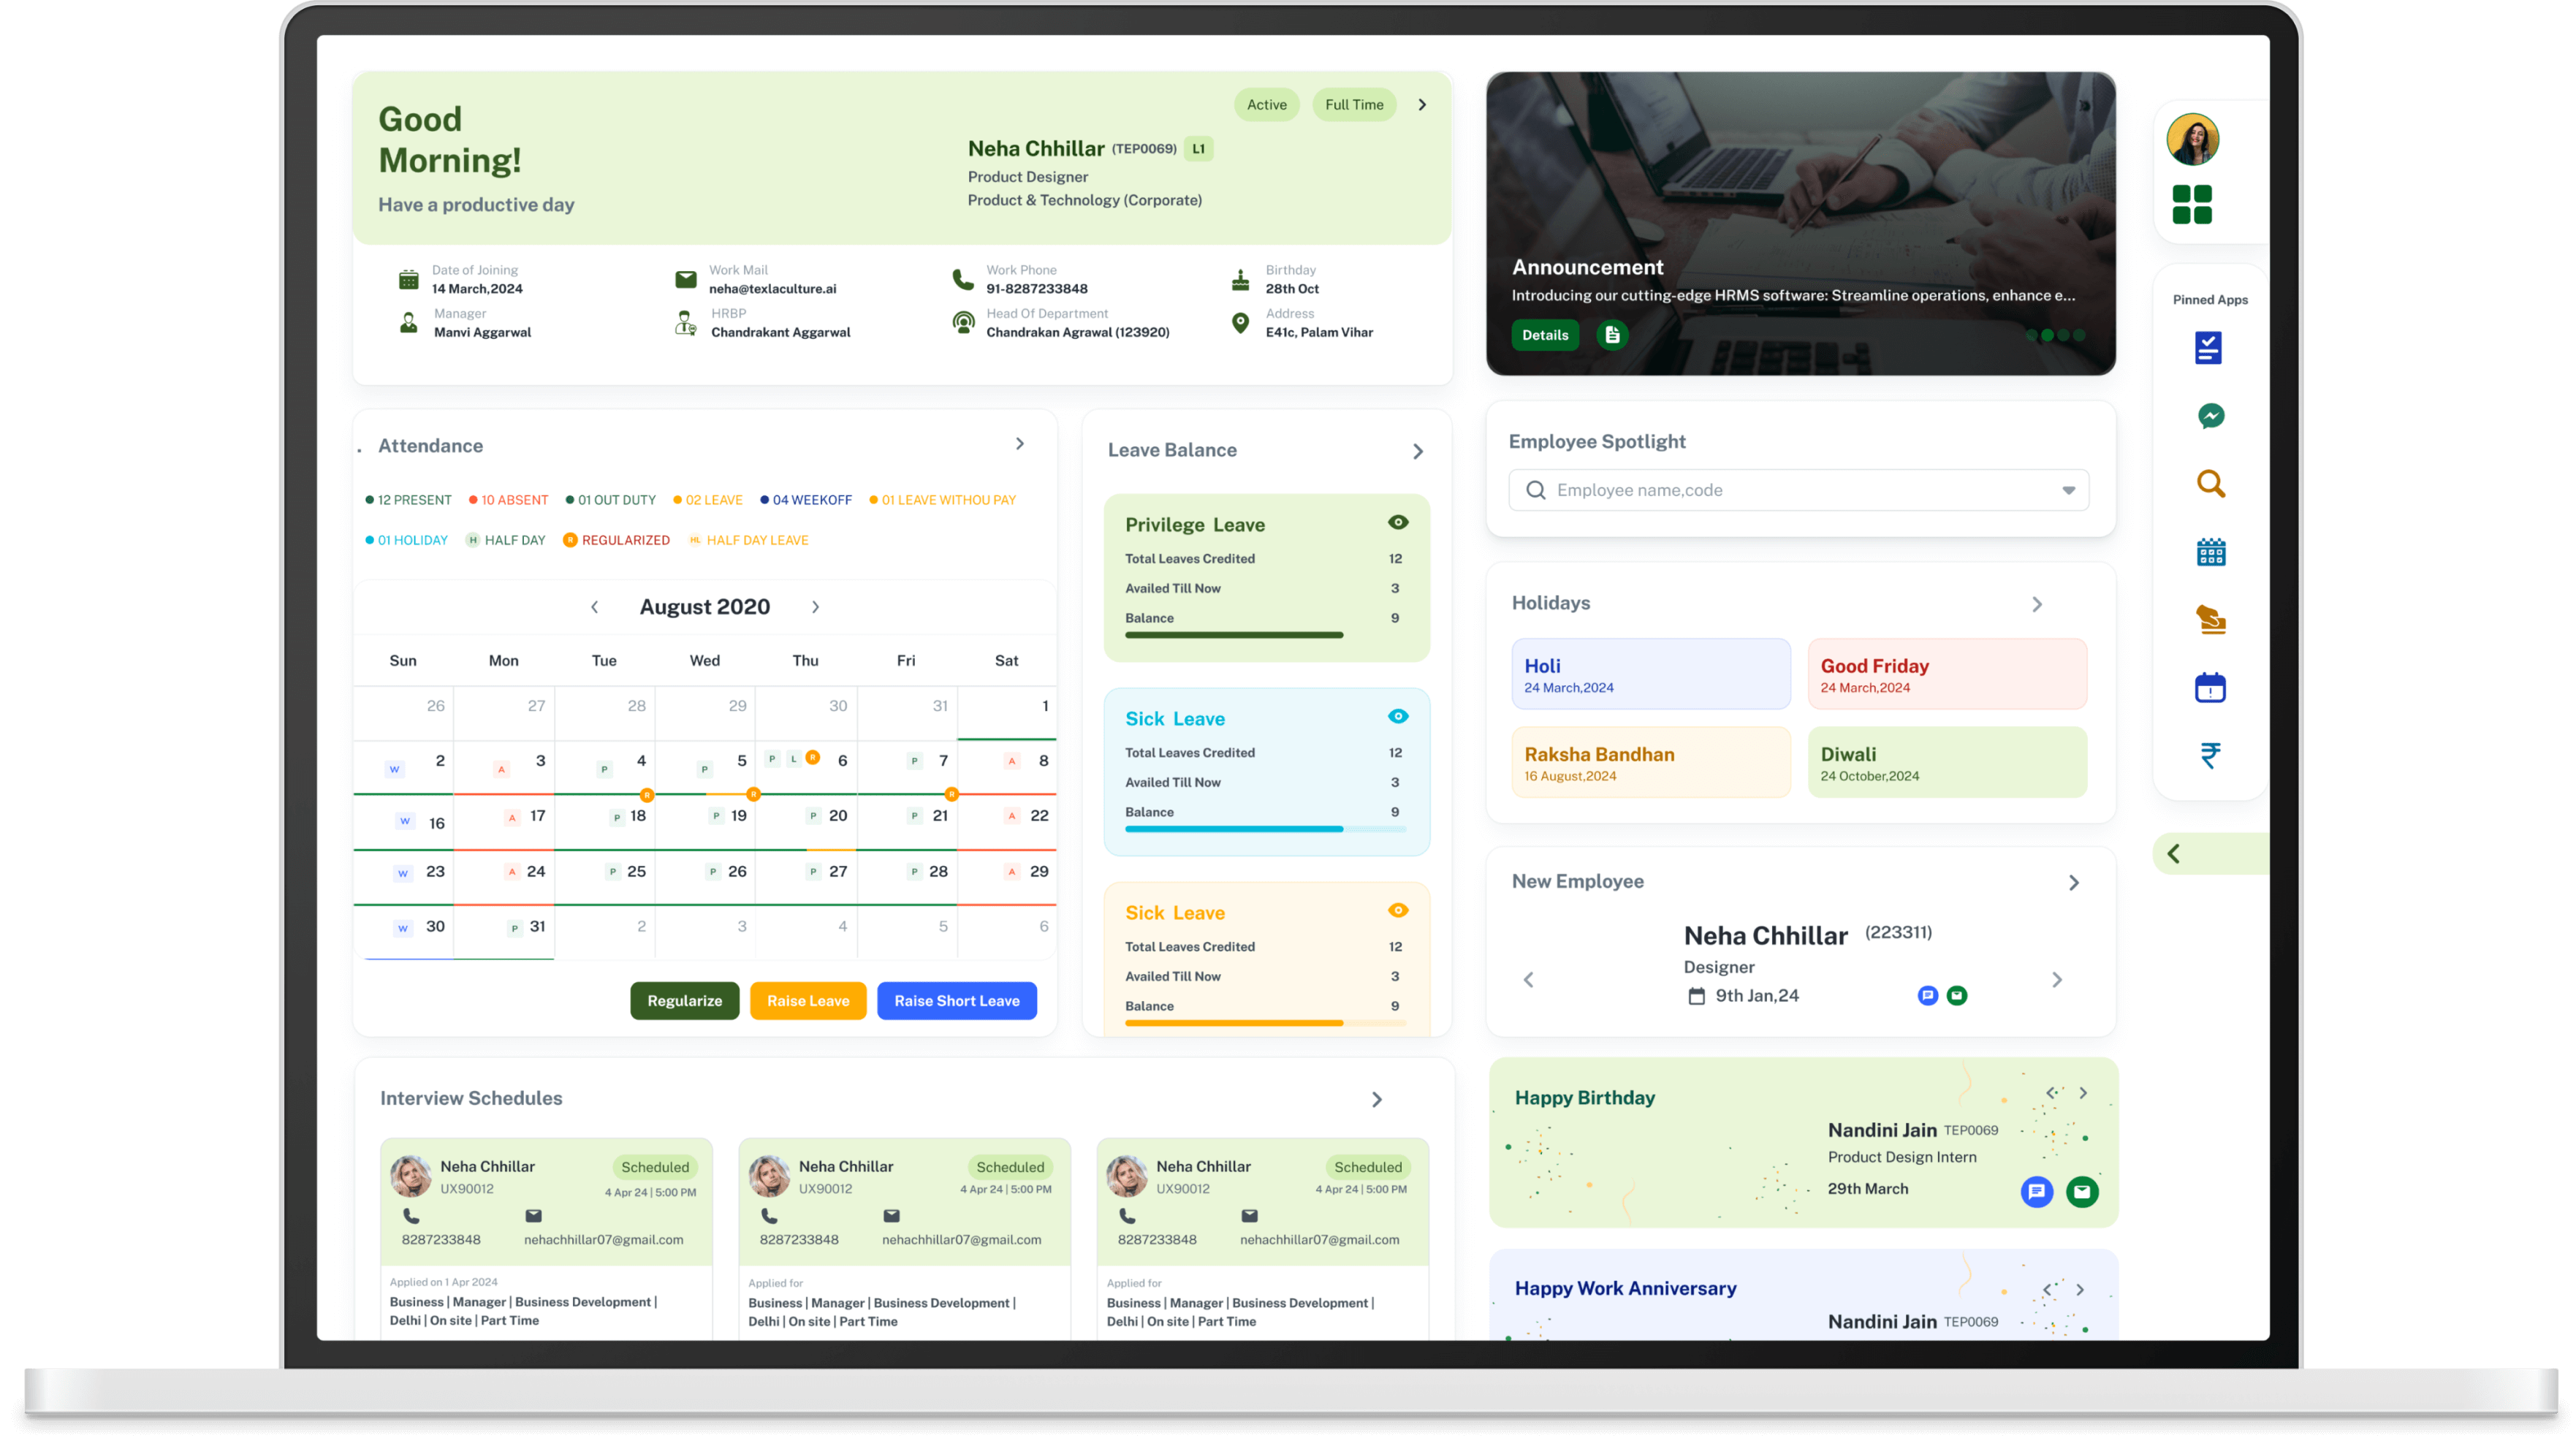 Good
Morning!
Have a productive day
Active
Full Time
Neha Chhillar (TEP0069) L1
Product Designer
Product & Technology (Corporate)
Date of Joining
14 March,2024
Work Mail
neha@texlaculture.ai
Work Phone
91-8287233848
Birthday
28th Oct
Manager
Manvi Aggarwal
HRBP
Chandrakant Aggarwal
Head Of Department
Chandrakan Agrawal (123920)
Address
E41c, Palam Vihar
Announcement
Introducing our cutting-edge HRMS software: Streamline operations, enhance e...
Details
Pinned Apps
. Attendance
12 PRESENT 10 ABSENT 01 OUT DUTY 02 LEAVE 04 WEEKOFF 01 LEAVE WITHOU PAY
01 HOLIDAY H HALF DAY R REGULARIZED HL HALF DAY LEAVE
August 2020
Sun Mon Tue Wed Thu Fri Sat
26 27 28 29 30 31 1
W 2 A 3 P 4 P 5 P L R 6 P 7 A 8
R R R
W 16 A 17 P 18 P 19 P 20 P 21 A 22
W 23 A 24 P 25 P 26 P 27 P 28 A 29
W 30 P 31 2 3 4 5 6
Regularize
Raise Leave
Raise Short Leave
Leave Balance
Privilege Leave
Total Leaves Credited 12
Availed Till Now 3
Balance 9
Sick Leave
Total Leaves Credited 12
Availed Till Now 3
Balance 9
Sick Leave
Total Leaves Credited 12
Availed Till Now 3
Balance 9
Employee Spotlight
Employee name,code
Holidays
Holi
24 March,2024
Good Friday
24 March,2024
Raksha Bandhan
16 August,2024
Diwali
24 October,2024
New Employee
Neha Chhillar (223311)
Designer
9th Jan,24
Interview Schedules
Neha Chhillar
UX90012
Scheduled
4 Apr 24 | 5:00 PM
8287233848
nehachhillar07@gmail.com
Applied on 1 Apr 2024
Business | Manager | Business Development |
Delhi | On site | Part Time
Neha Chhillar
UX90012
Scheduled
4 Apr 24 | 5:00 PM
8287233848
nehachhillar07@gmail.com
Applied for
Business | Manager | Business Development |
Delhi | On site | Part Time
Neha Chhillar
UX90012
Scheduled
4 Apr 24 | 5:00 PM
8287233848
nehachhillar07@gmail.com
Applied for
Business | Manager | Business Development |
Delhi | On site | Part Time
Happy Birthday
Nandini Jain TEP0069
Product Design Intern
29th March
Happy Work Anniversary
Nandini Jain TEP0069